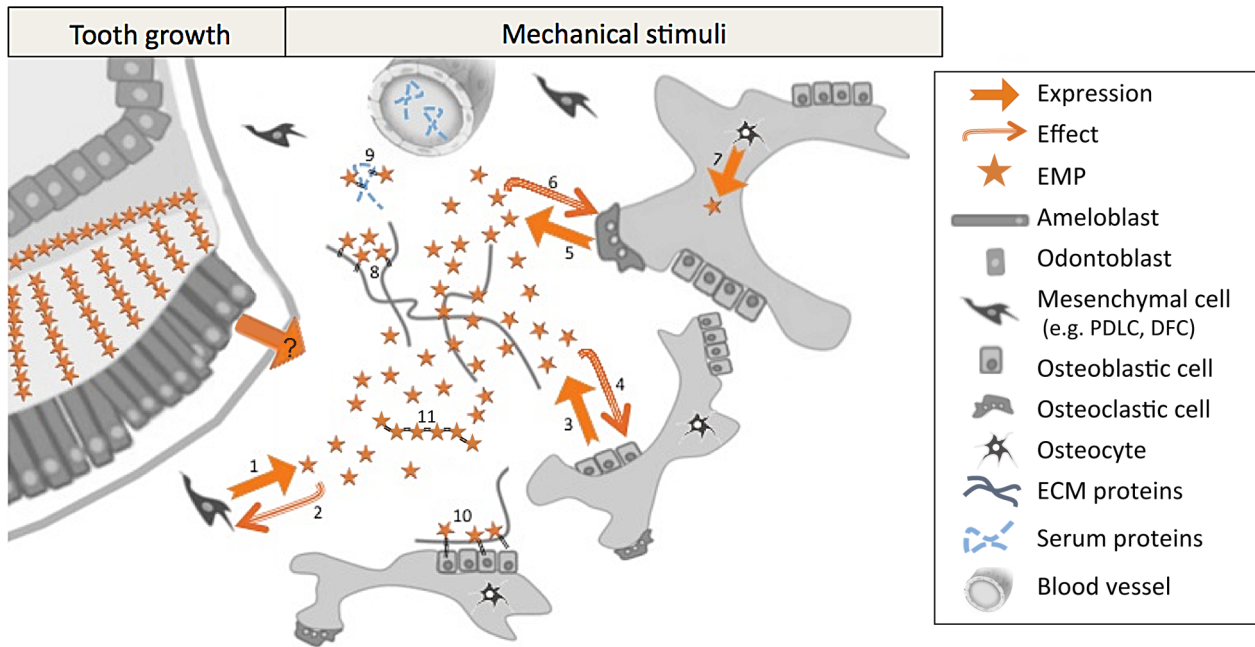 Tooth growth
Mechanical stimuli
9
7
6
5
8
?
4
3
11
1
2
10
Expression
Effect
EMP
Ameloblast
Odontoblast
Mesenchymal cell
(e.g. PDLC, DFC)
Osteoblastic cell
Osteoclastic cell
Osteocyte
ECM proteins
Serum proteins
Blood vessel